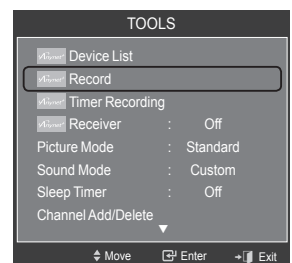 TOOLS
Device List
Record
Timer Recording
Receiver : Off
Picture Mode : Standard
Sound Mode : Custom
Sleep Timer : Off
Channel Add/Delete
Move Enter Exit